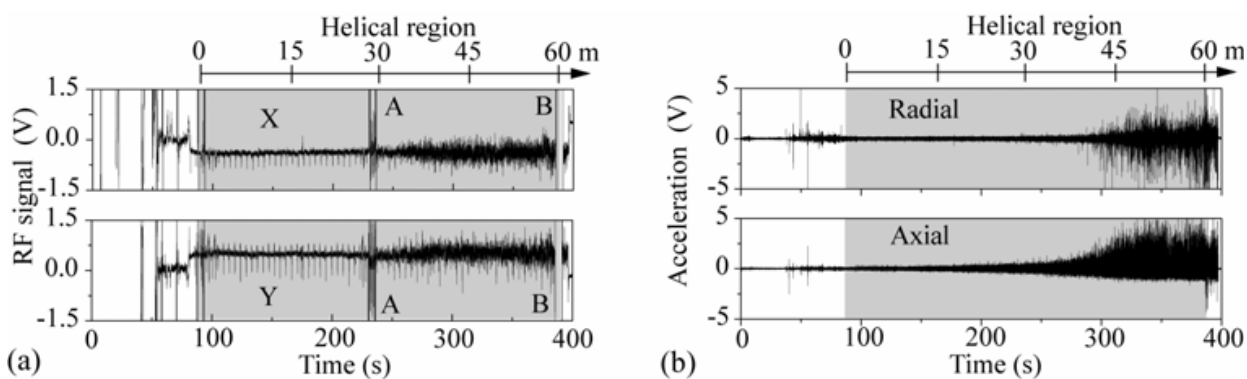 Helical region
0 15 30 45 60 m
1.5
0.0
-1.5
X
A
B
1.5
0.0
-1.5
Y
A
B
RF signal (V)
0 100 200 300 400
(a)
Time (s)
Helical region
0 15 30 45 60 m
5
0
-5
Radial
5
0
-5
Axial
Acceleration (V)
0 100 200 300 400
(b)
Time (s)